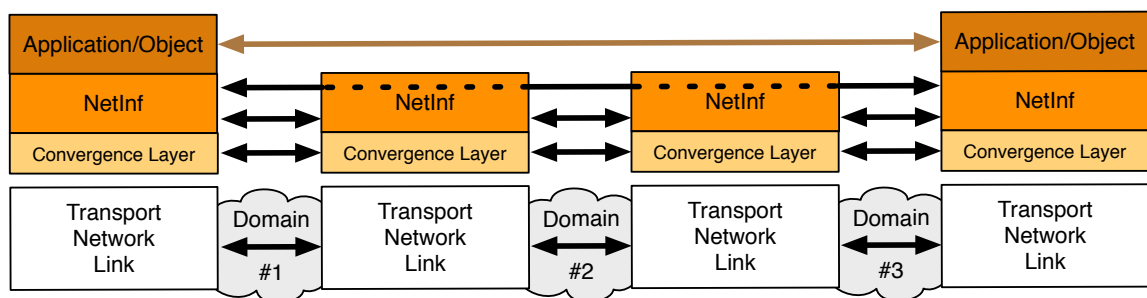 Application/Object
Application/Object
NetInf
NetInf
NetInf
NetInf
Convergence Layer
Convergence Layer
Convergence Layer
Convergence Layer
Transport
Network
Link
Domain
#1
Transport
Network
Link
Domain
#2
Transport
Network
Link
Domain
#3
Transport
Network
Link